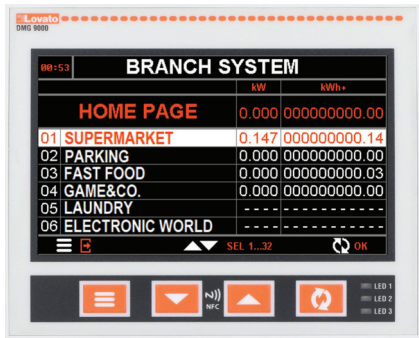 Lovato
DMG 9000
00:53 BRANCH SYSTEM
kW kWh+
HOME PAGE 0.000 000000000.00
01 SUPERMARKET 0.147 000000000.14
02 PARKING 0.000 000000000.00
03 FAST FOOD 0.000 000000000.03
04 GAME&CO. 0.000 000000000.00
05 LAUNDRY ---- ------------
06 ELECTRONIC WORLD ---- ------------
SEL 1...32 OK
NFC
LED 1
LED 2
LED 3